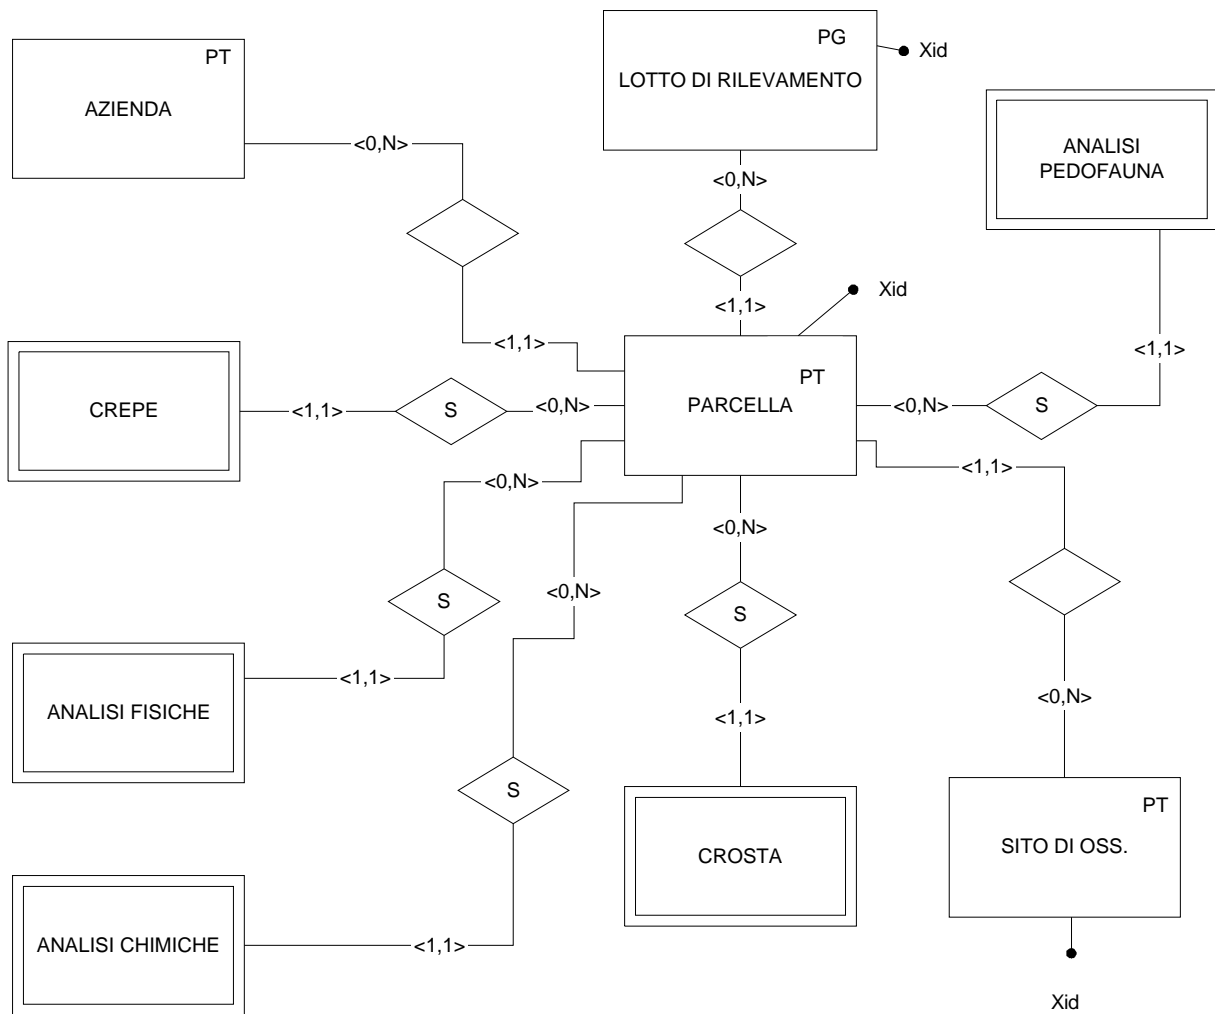 PT
AZIENDA
<0,N>
PG
LOTTO DI RILEVAMENTO
Xid
<0,N>
ANALISI
PEDOFAUNA
<1,1>
Xid
<1,1>
<1,1>
CREPE
<1,1>
S
<0,N>
PT
PARCELLA
<0,N>
S
<1,1>
<0,N>
<0,N>
<0,N>
<1,1>
S
S
ANALISI FISICHE
<1,1>
<1,1>
<0,N>
S
ANALISI CHIMICHE
<1,1>
CROSTA
PT
SITO DI OSS.
Xid